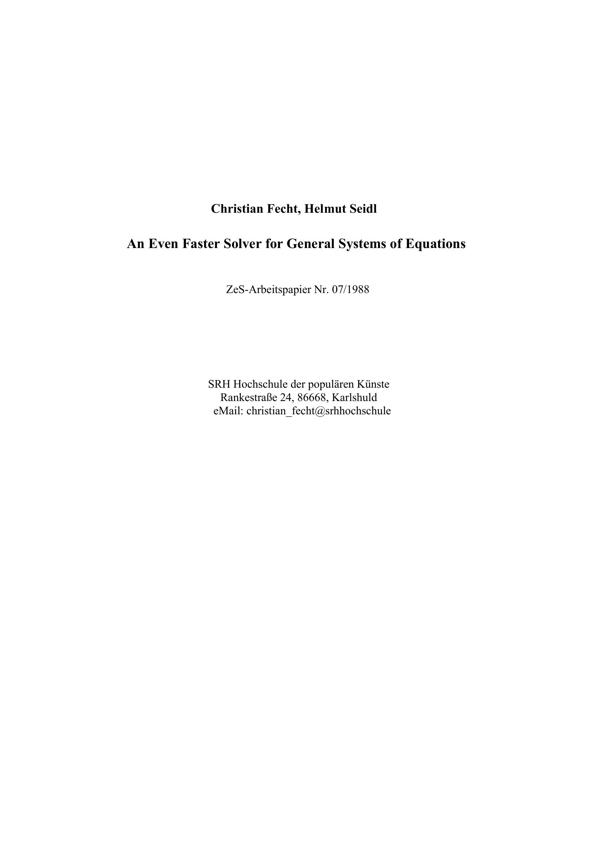 Christian Fecht, Helmut Seidl
An Even Faster Solver for General Systems of Equations
ZeS-Arbeitspapier Nr. 07/1988
SRH Hochschule der populären Künste
Rankestraße 24, 86668, Karlshuld
eMail: christian_fecht@srhhochschule